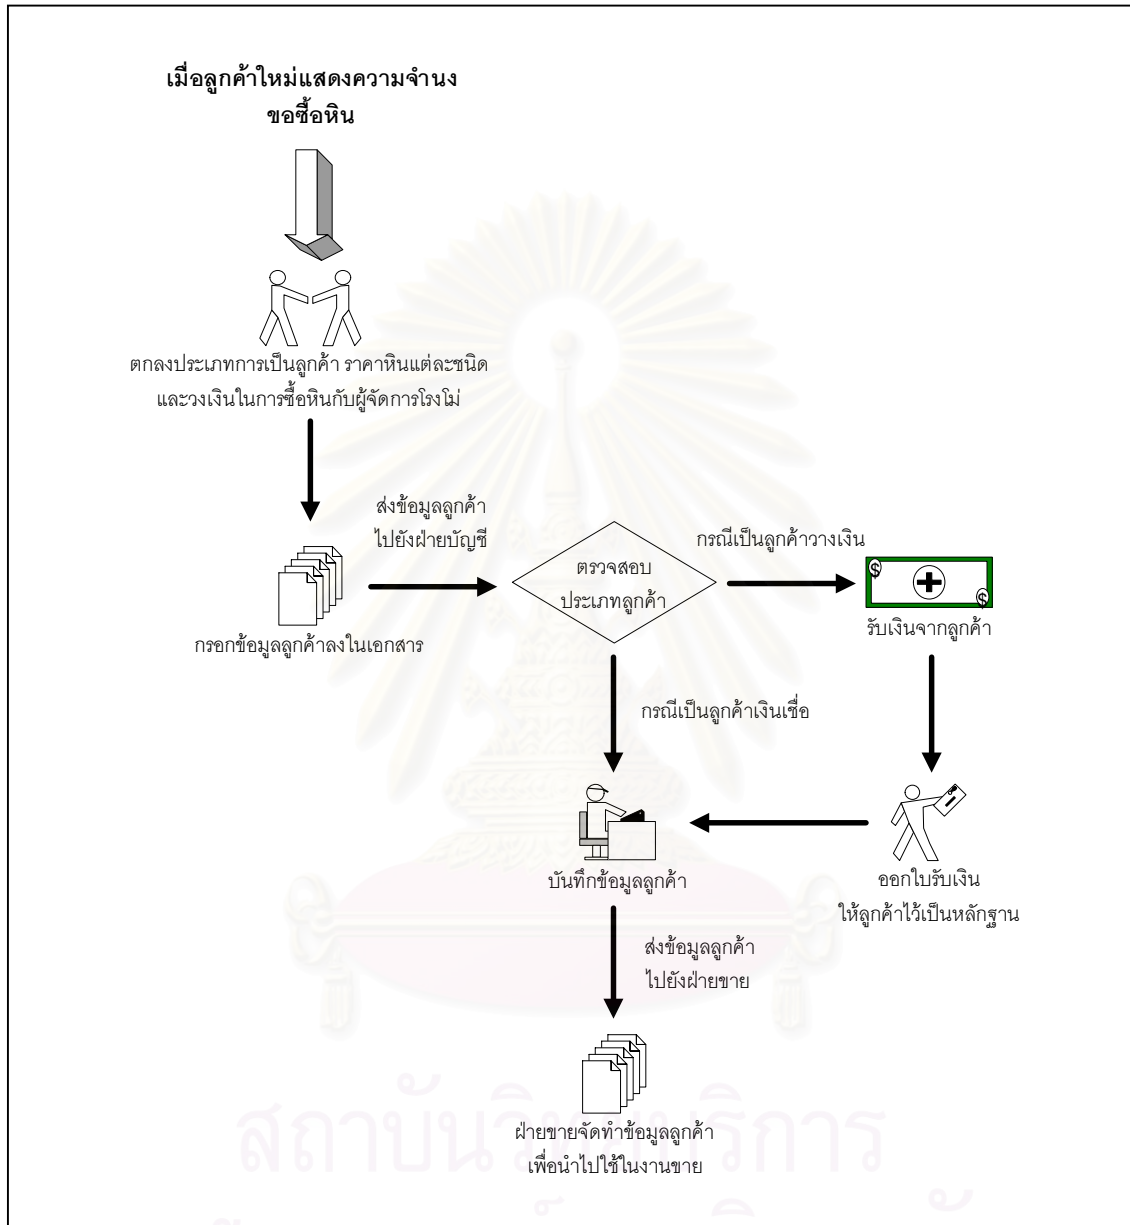 เมื่อลูกค้าใหม่แสดงความจำนง
ขอซื้อหิน
ตกลงประเภทการเป็นลูกค้า ราคาหินแต่ละชนิด
และวงเงินในการซื้อหินกับผู้จัดการโรงโม่
ส่งข้อมูลลูกค้า
ไปยังฝ่ายบัญชี
กรอกข้อมูลลูกค้าลงในเอกสาร
ตรวจสอบ
ประเภทลูกค้า
กรณีเป็นลูกค้าวางเงิน
$
$
รับเงินจากลูกค้า
กรณีเป็นลูกค้าเงินเชื่อ
บันทึกข้อมูลลูกค้า
ออกใบรับเงิน
ให้ลูกค้าไว้เป็นหลักฐาน
ส่งข้อมูลลูกค้า
ไปยังฝ่ายขาย
ฝ่ายขายจัดทำข้อมูลลูกค้า
เพื่อนำไปใช้ในงานขาย
สถาบันวิทยบริการ